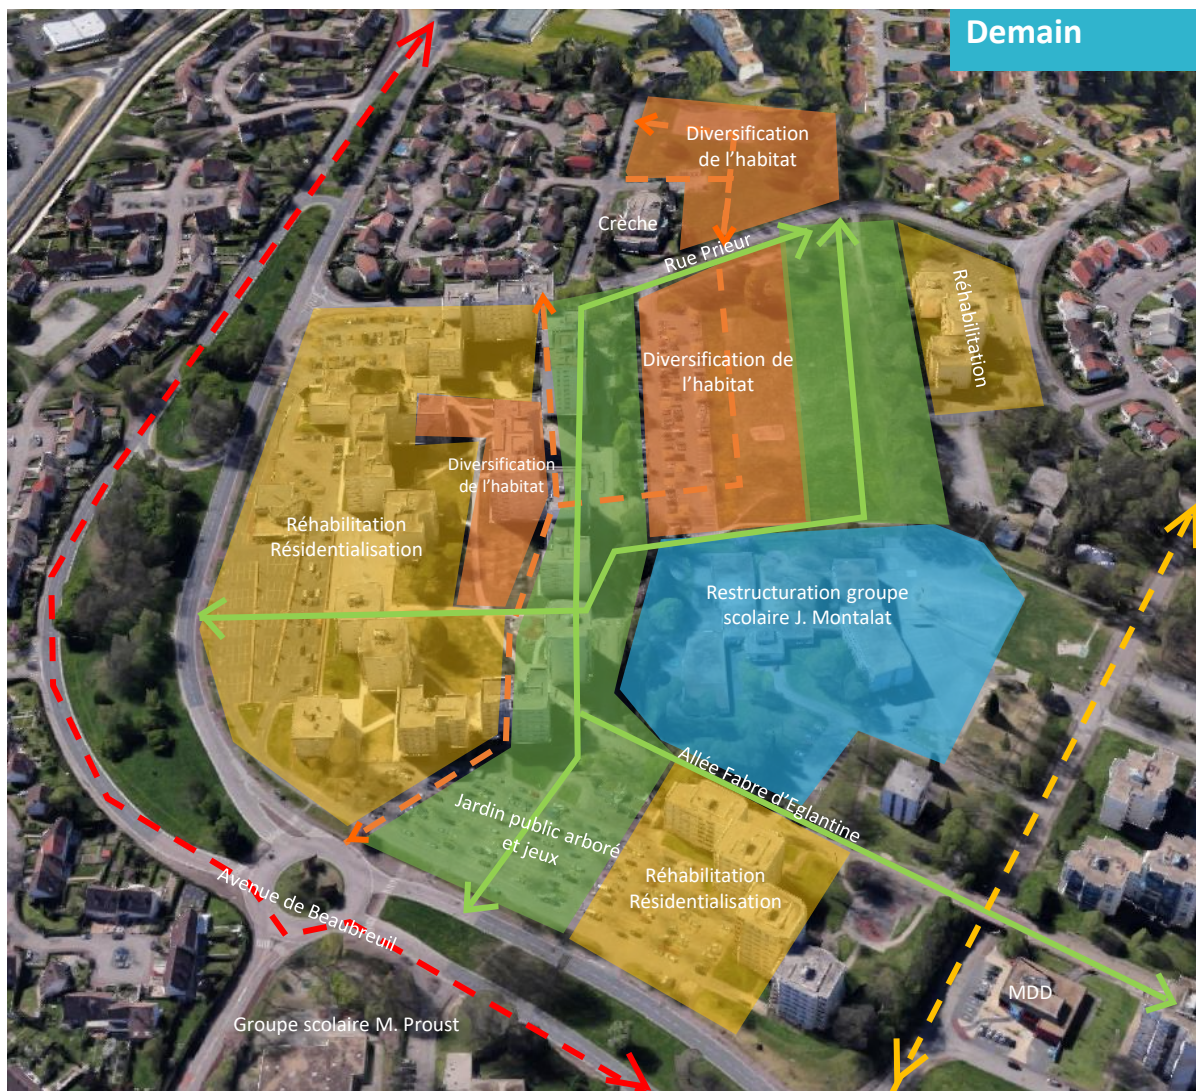 Demain
Diversification
de l’habitat
Crèche
Rue Prieur
Réhabilitation
Diversification de
l’habitat
Diversification
de l’habitat
Réhabilitation
Résidentialisation
Restructuration groupe
scolaire J. Montalat
Allée Fabre d’Eglantine
Jardin public arboré
et jeux
Réhabilitation
Résidentialisation
Avenue de Beaubreuil
MDD
Groupe scolaire M. Proust